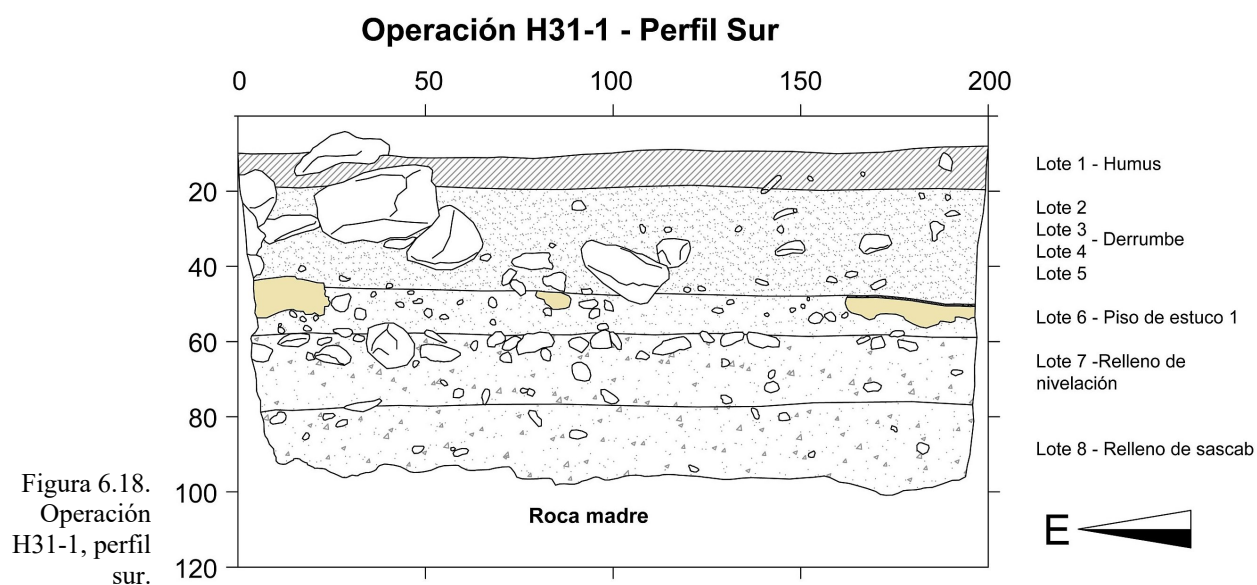 Operación H31-1 - Perfil Sur
0 50 100 150 200
20
40
60
80
100
120
Lote 1 - Humus
Lote 2
Lote 3
- Derrumbe
Lote 4
Lote 5
Lote 6 - Piso de estuco 1
Lote 7 -Relleno de
nivelación
Lote 8 - Relleno de sascab
Roca madre
E
Figura 6.18.
Operación
H31-1, perfil
sur.